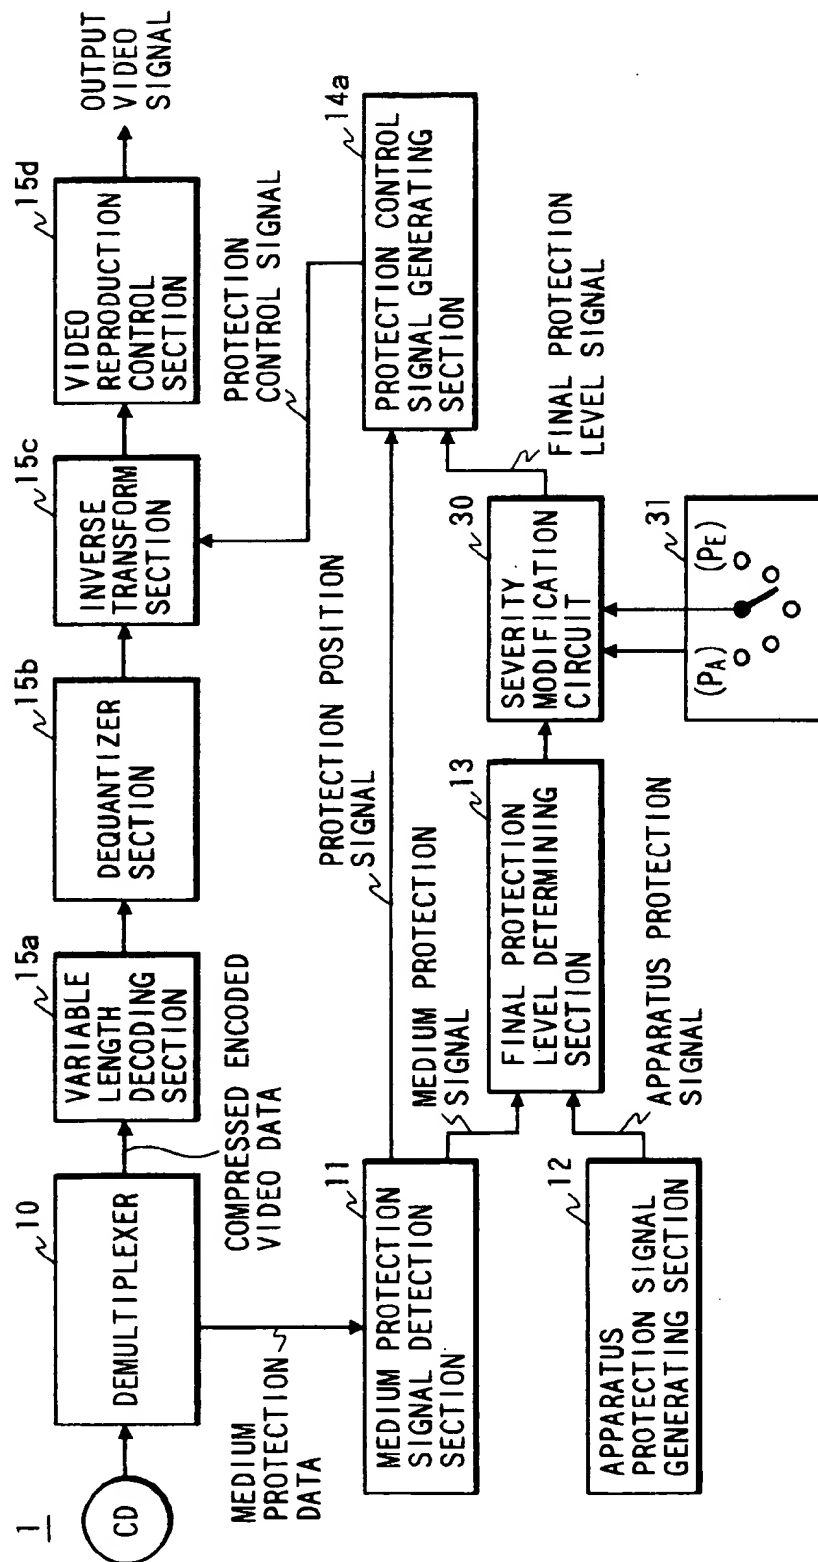 1
CD
10
DEMULTIPLEXER
COMPRESSED ENCODED
VIDEO DATA
15a
VARIABLE
LENGTH
DECODING
SECTION
15b
DEQUANTIZER
SECTION
15c
INVERSE
TRANSFORM
SECTION
15d
VIDEO
REPRODUCTION
CONTROL
SECTION
OUTPUT
VIDEO
SIGNAL
MEDIUM
PROTECTION
DATA
11
MEDIUM PROTECTION
SIGNAL DETECTION
SECTION
PROTECTION POSITION
SIGNAL
PROTECTION
CONTROL SIGNAL
14a
PROTECTION CONTROL
SIGNAL GENERATING
SECTION
MEDIUM PROTECTION
SIGNAL
12
APPARATUS
PROTECTION SIGNAL
GENERATING SECTION
APPARATUS PROTECTION
SIGNAL
13
FINAL PROTECTION
LEVEL DETERMINING
SECTION
30
SEVERITY
MODIFICATION
CIRCUIT
FINAL PROTECTION
LEVEL SIGNAL
31
(PA)
(PE)